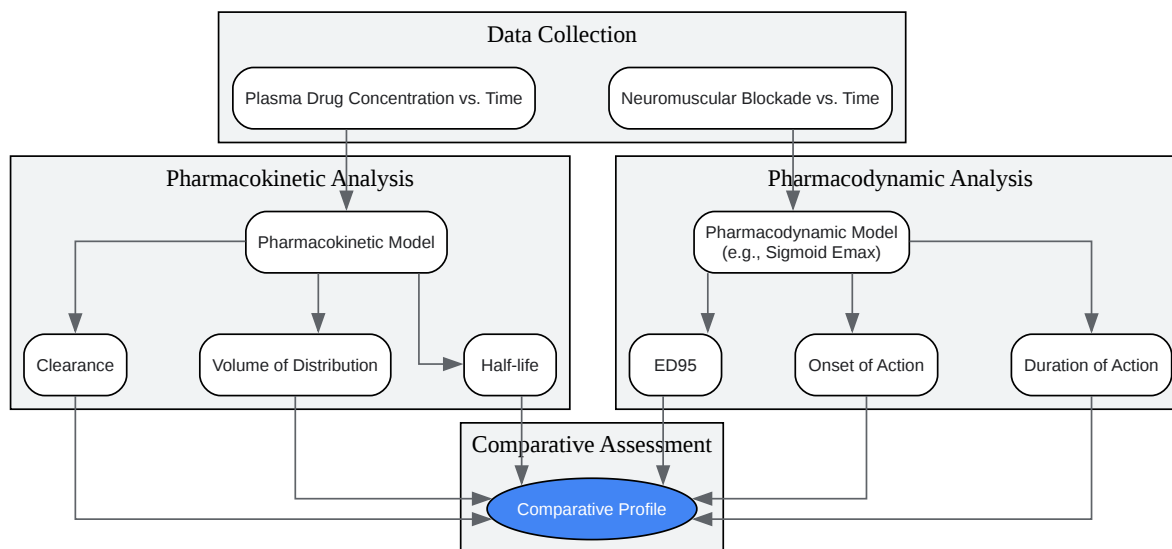 Data Collection
Plasma Drug Concentration vs. Time
Neuromuscular Blockade vs. Time
Pharmacokinetic Analysis
Pharmacodynamic Analysis
Pharmacokinetic Model
Pharmacodynamic Model
(e.g., Sigmoid Emax)
Clearance
Volume of Distribution
Half-life
ED95
Onset of Action
Duration of Action
Comparative Assessment
Comparative Profile